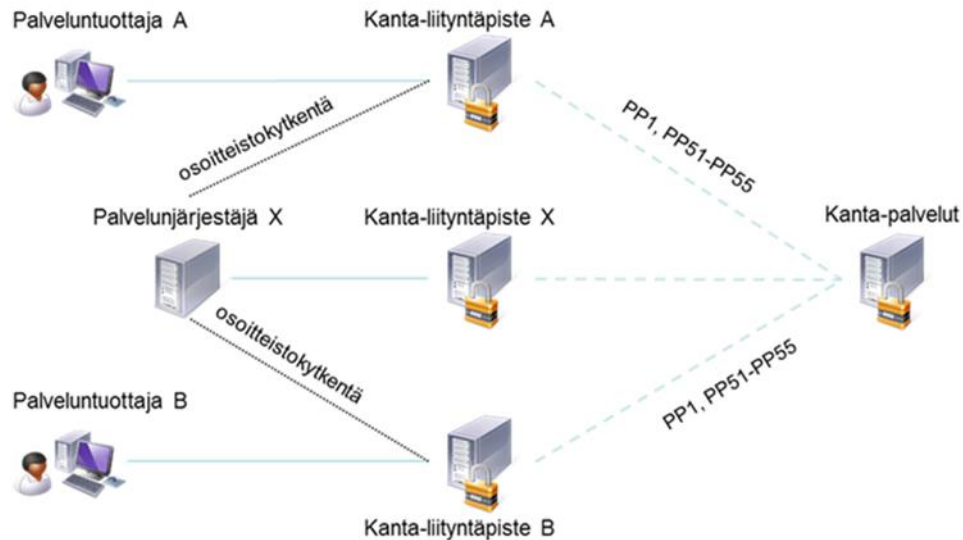 Palveluntuottaja A
Kanta-liityntäpiste A
osoitteistokytkentä
PP1, PP51-PP55
Palvelunjärjestäjä X
Kanta-liityntäpiste X
Kanta-palvelut
osoitteistokytkentä
PP1, PP51-PP55
Palveluntuottaja B
Kanta-liityntäpiste B